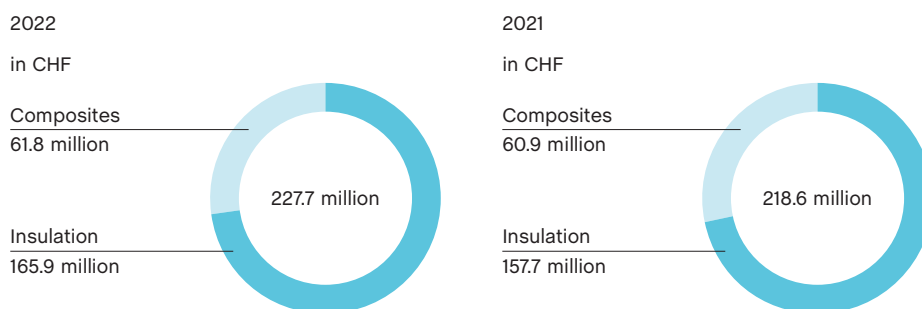 2022
in CHF
Composites
61.8 million
227.7 million
Insulation
165.9 million
2021
in CHF
Composites
60.9 million
218.6 million
Insulation
157.7 million